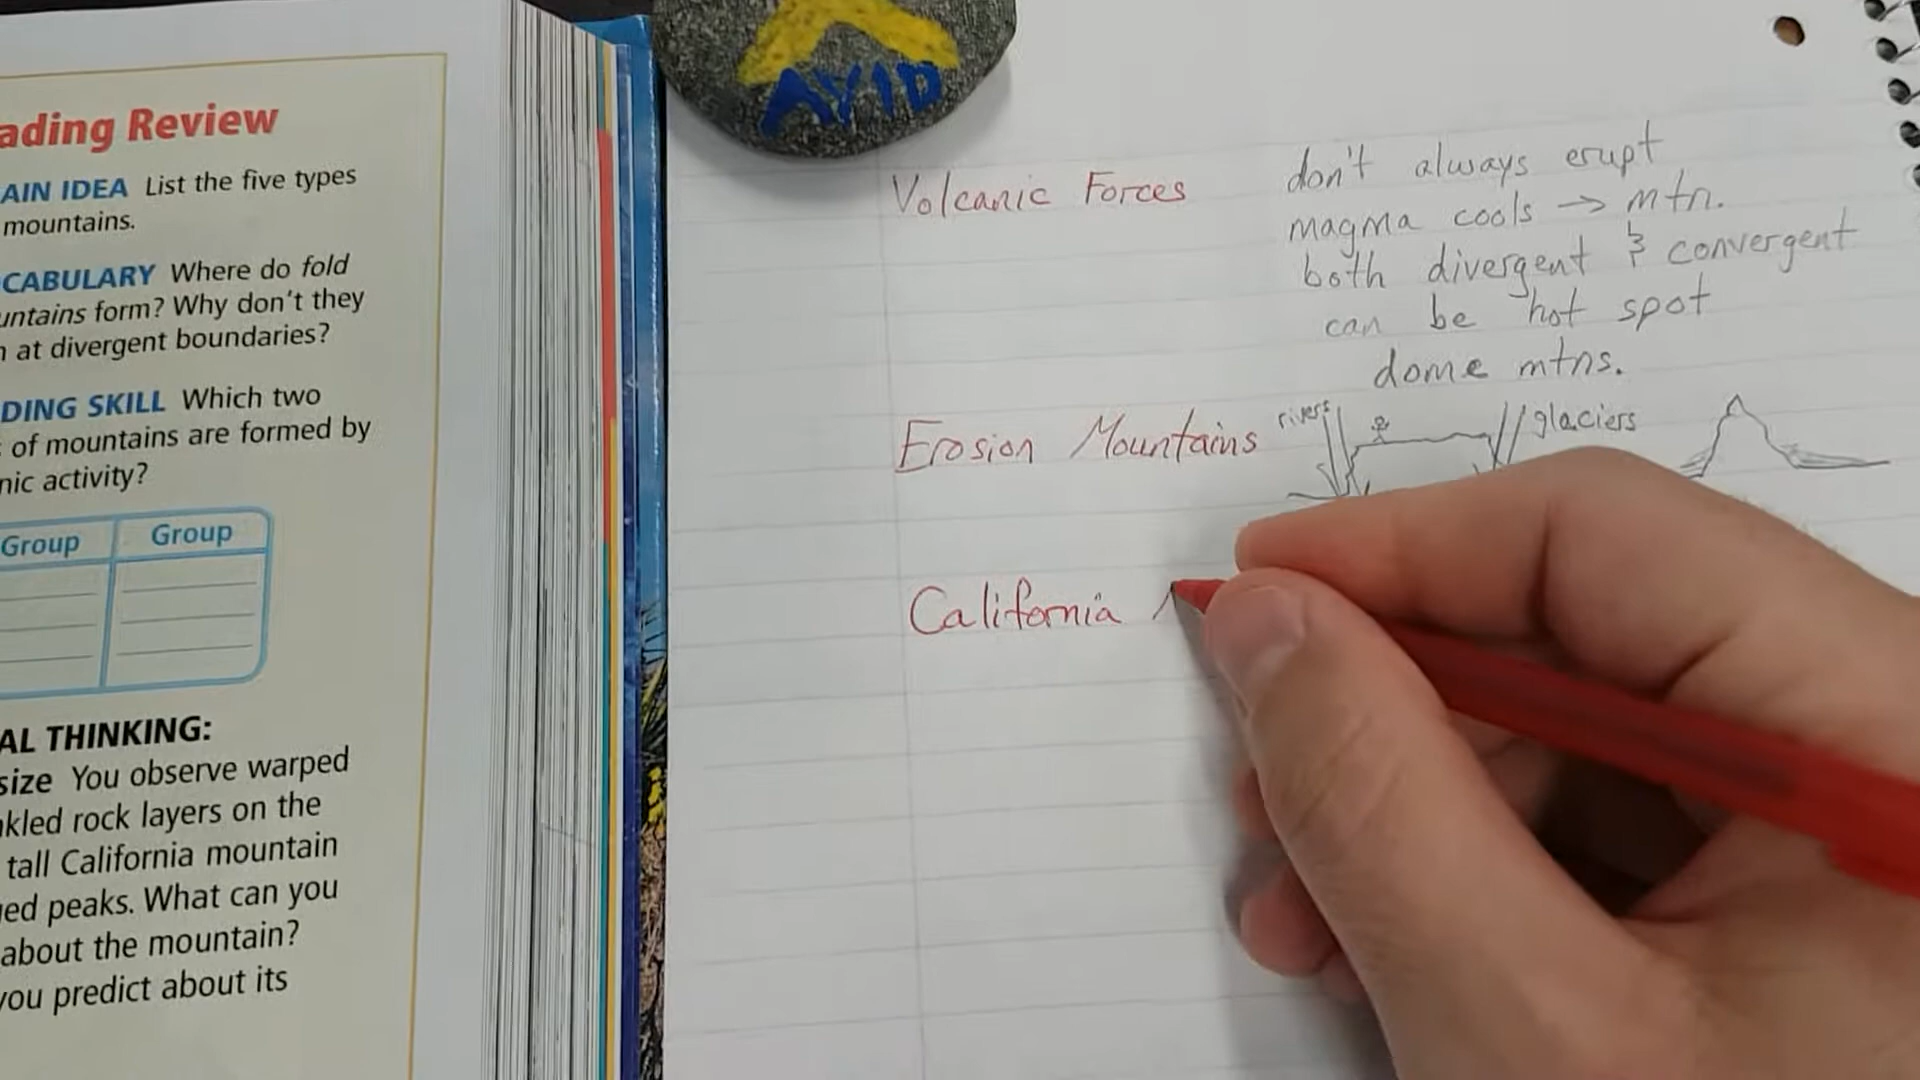 ading Review
AIN IDEA List the five types
mountains.
CABULARY Where do fold
untains form? Why don't they
at divergent boundaries?
DING SKILL Which two
of mountains are formed by
nic activity?
Group Group
AL THINKING:
size You observe warped
kled rock layers on the
tall California mountain
ed peaks. What can you
about the mountain?
you predict about its
AVID
Volcanic Forces
don't always erupt
magma cools → mtn.
both divergent & convergent
can be hot spot
dome mtns.
Erosion Mountains
rivers
glaciers
California